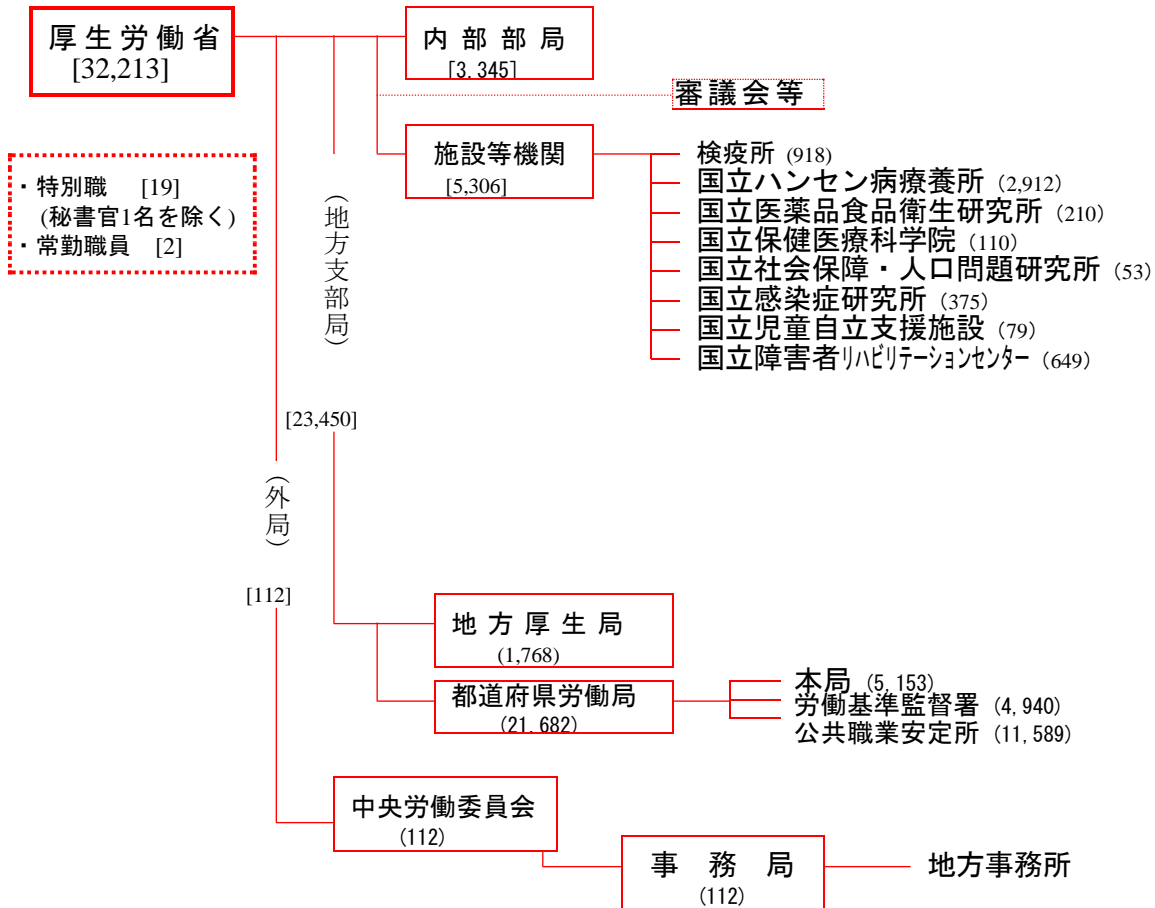 厚生労働省
[32,213]
内部部局
[3,345]
審議会等
施設等機関
[5,306]
検疫所 (918)
国立ハンセン病療養所 (2,912)
国立医薬品食品衛生研究所 (210)
国立保健医療科学院 (110)
国立社会保障・人口問題研究所 (53)
国立感染症研究所 (375)
国立児童自立支援施設 (79)
国立障害者ﾘﾊﾋﾞﾘﾃｰｼｮﾝｾﾝﾀｰ (649)
・特別職 [19]
(秘書官1名を除く)
・常勤職員 [2]
(地方支部局)
[23,450]
(外局)
[112]
地方厚生局
(1,768)
都道府県労働局
(21,682)
本局 (5,153)
労働基準監督署 (4,940)
公共職業安定所 (11,589)
中央労働委員会
(112)
事務局
(112)
地方事務所